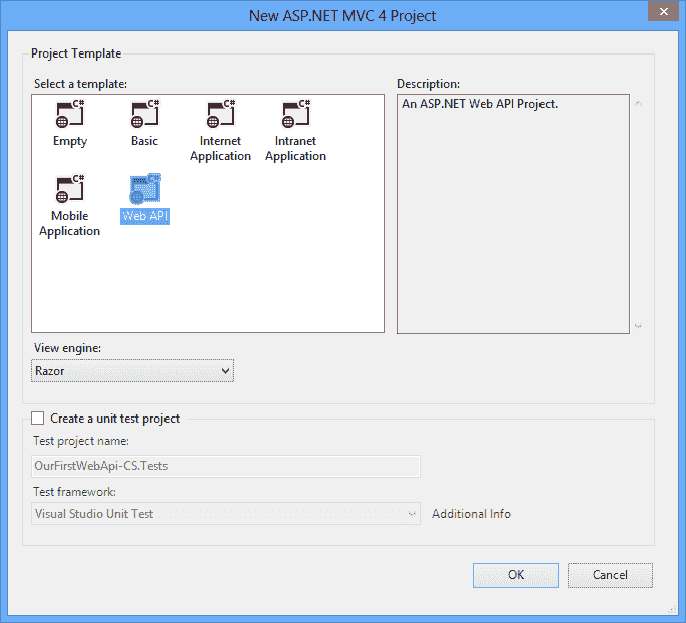 New ASP.NET MVC 4 Project
Project Template
Select a template:
Description:
C# C# C# C#
Empty Basic Internet Application Intranet Application
An ASP.NET Web API Project.
C#
Mobile Application Web API
View engine:
Razor
Create a unit test project
Test project name:
OurFirstWebApi-CS.Tests
Test framework:
Visual Studio Unit Test
Additional Info
OK Cancel